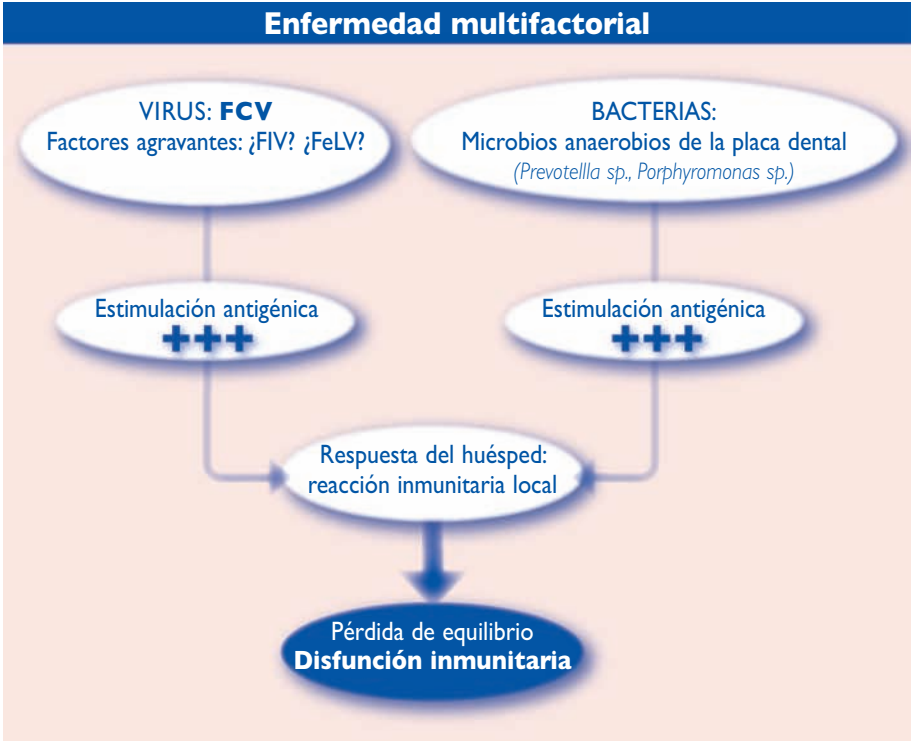 Enfermedad multifactorial
VIRUS: FCV
Factores agravantes: ¿FIV? ¿FeLV?
BACTERIAS:
Microbios anaerobios de la placa dental
(Prevotellla sp., Porphyromonas sp.)
Estimulación antigénica
+++
Estimulación antigénica
+++
Respuesta del huésped:
reacción inmunitaria local
Pérdida de equilibrio
Disfunción inmunitaria